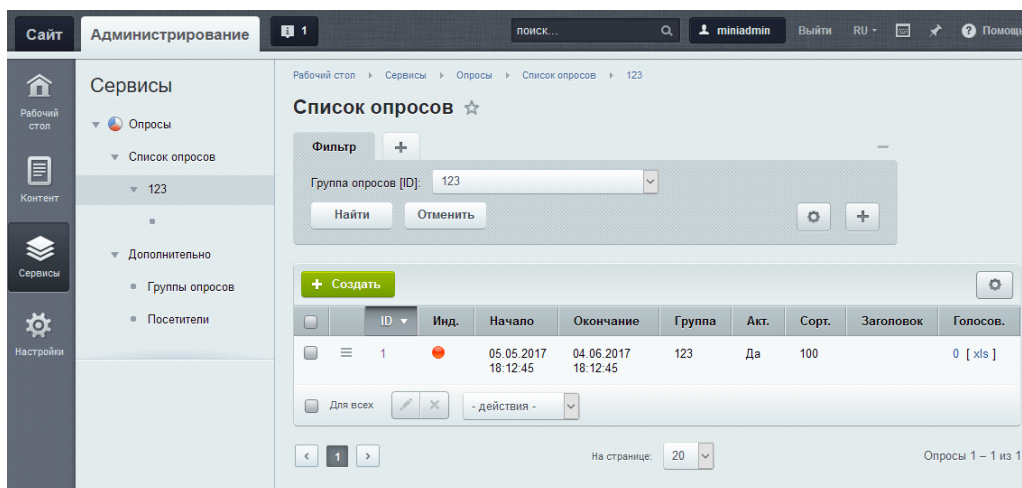 Сайт Администрирование 1 поиск... miniadmin Выйти RU Помощь
Рабочий стол
Контент
Сервисы
Настройки
Сервисы
Опросы
Список опросов
123
Дополнительно
Группы опросов
Посетители
Рабочий стол Сервисы Опросы Список опросов 123
Список опросов
Фильтр
Группа опросов [ID]: 123
Найти Отменить
Создать
ID Инд. Начало Окончание Группа Акт. Сорт. Заголовок Голосов.
1 05.05.2017 18:12:45 04.06.2017 18:12:45 123 Да 100 0 [ xls ]
Для всех - действия -
1 На странице: 20 Опросы 1 – 1 из 1